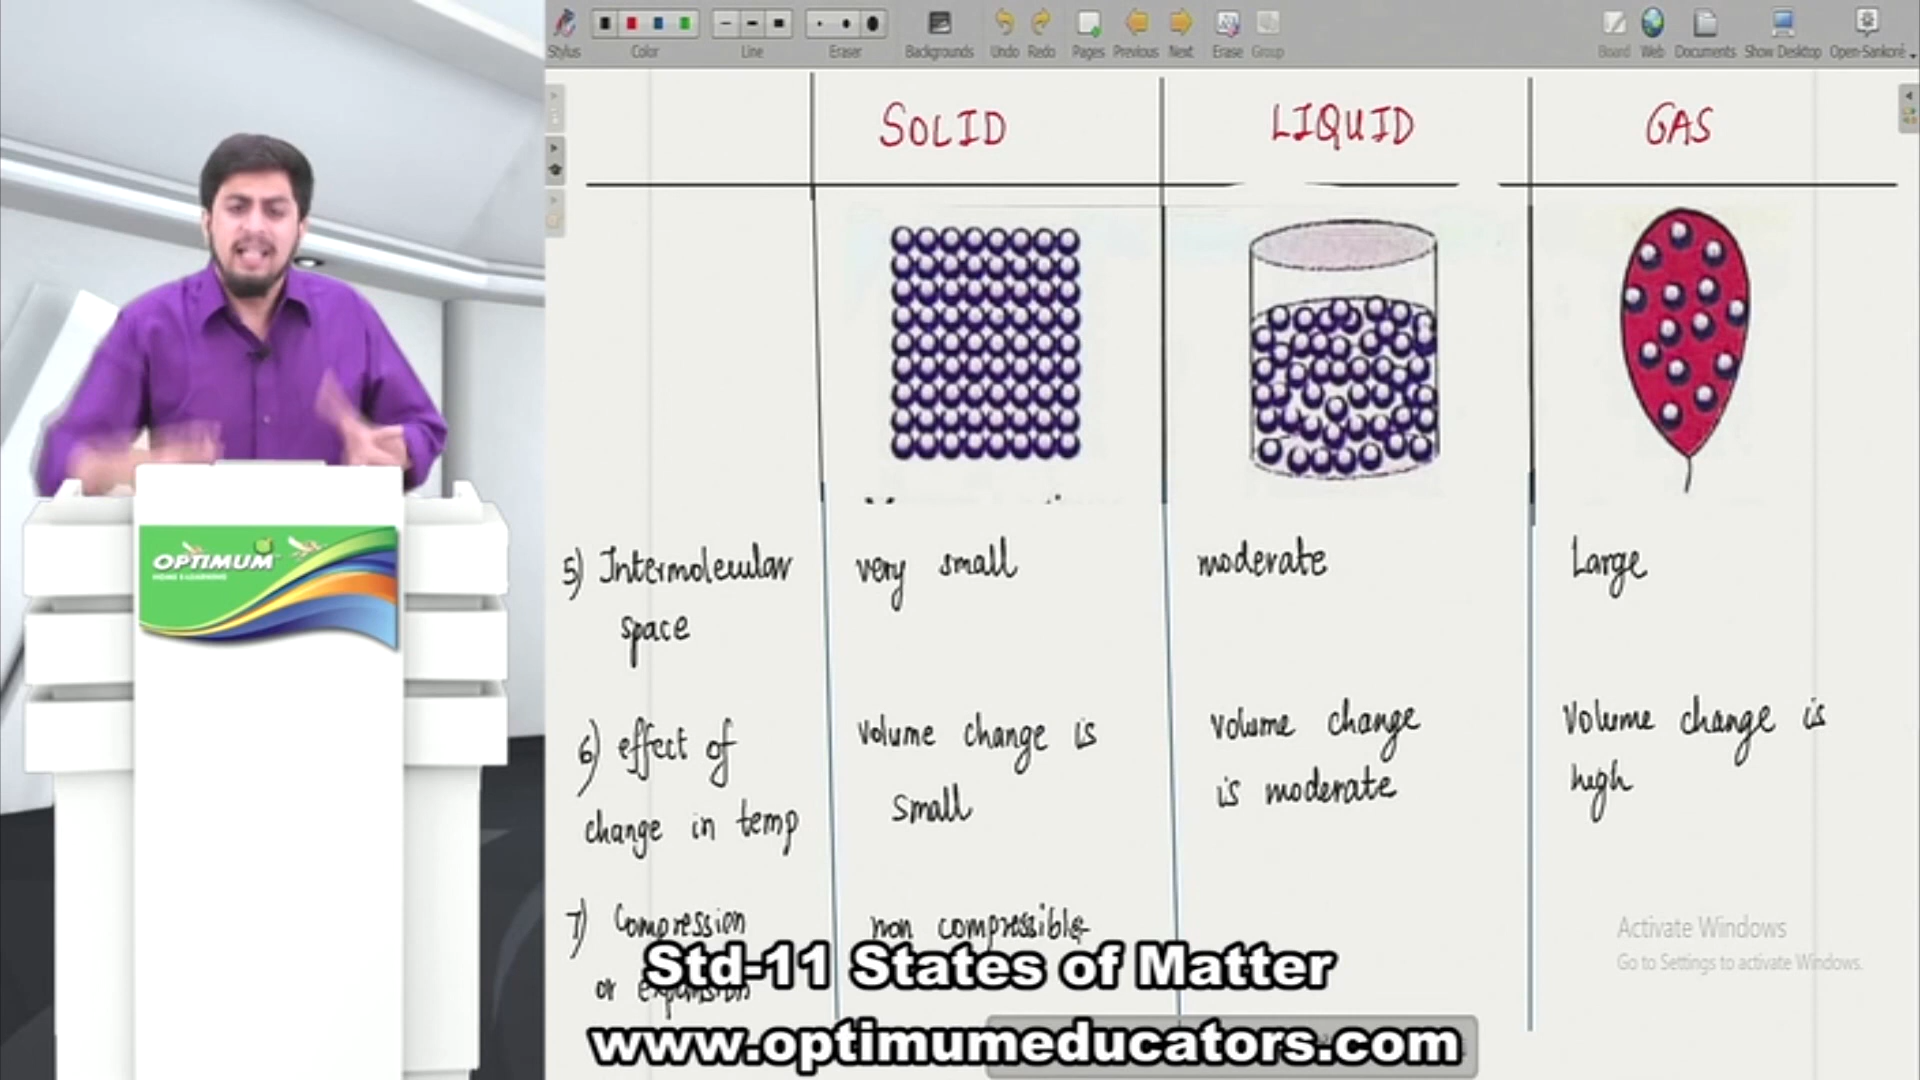 Stylus
Color
Line
Eraser
Backgrounds
Undo
Redo
Pages
Previous
Next
Erase
Group
Board
Web
Documents
Show Desktop
Open-Sankoré
SOLID
LIQUID
GAS
OPTIMUM
HOME E-LEARNING
5) Intermolecular space
very small
moderate
Large
6) effect of
change in temp
Volume change is
small
Volume change
is moderate
Volume change is
high
7) Compression
or expansion
non compressible
Activate Windows
Go to Settings to activate Windows.
Std-11 States of Matter
www.optimumeducators.com